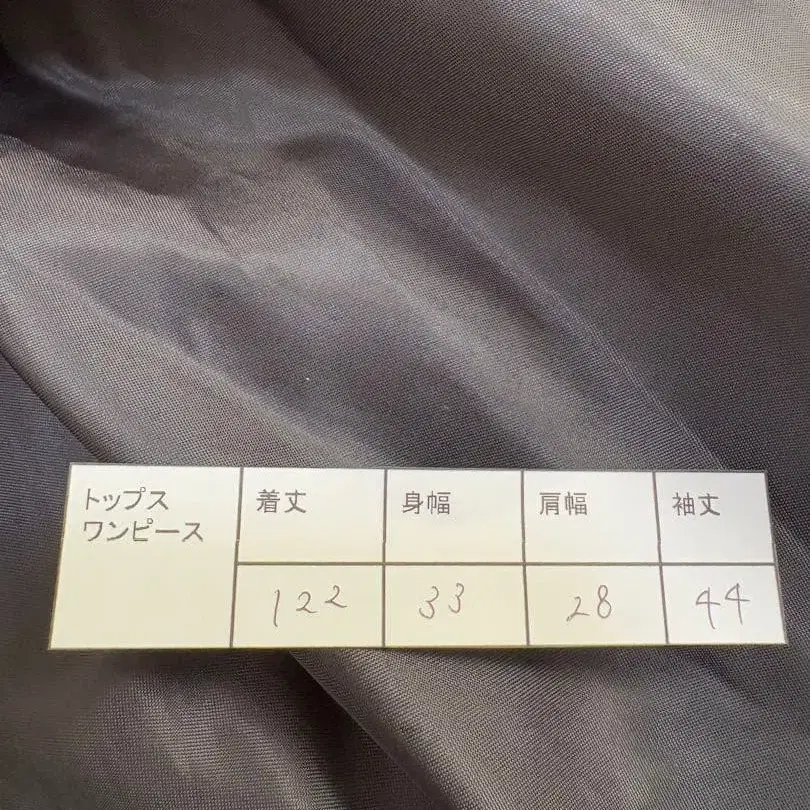 トップス
ワンピース
着丈 身幅 肩幅 袖丈
122 33 28 44